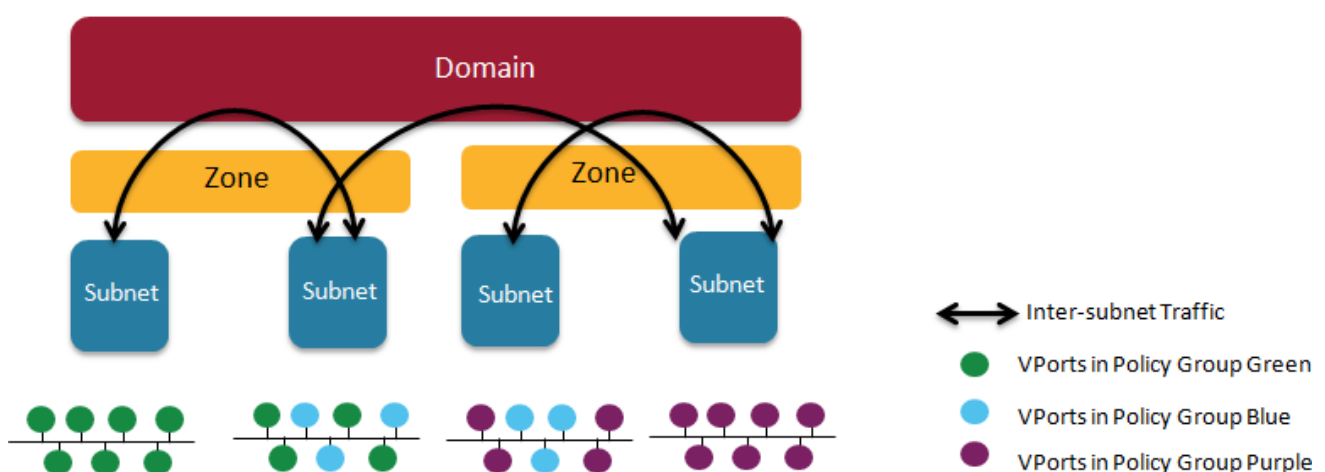 Domain
Zone
Zone
Subnet
Subnet
Subnet
Subnet
Inter-subnet Traffic
VPorts in Policy Group Green
VPorts in Policy Group Blue
VPorts in Policy Group Purple